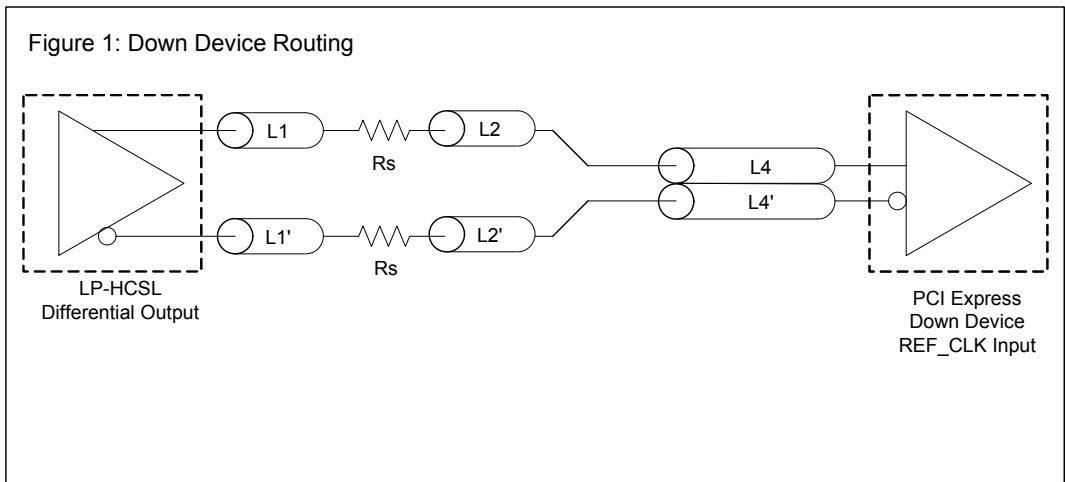 Figure 1: Down Device Routing
L1
Rs
L2
L4
L4'
L1'
Rs
L2'
LP-HCSL
Differential Output
PCI Express
Down Device
REF_CLK Input